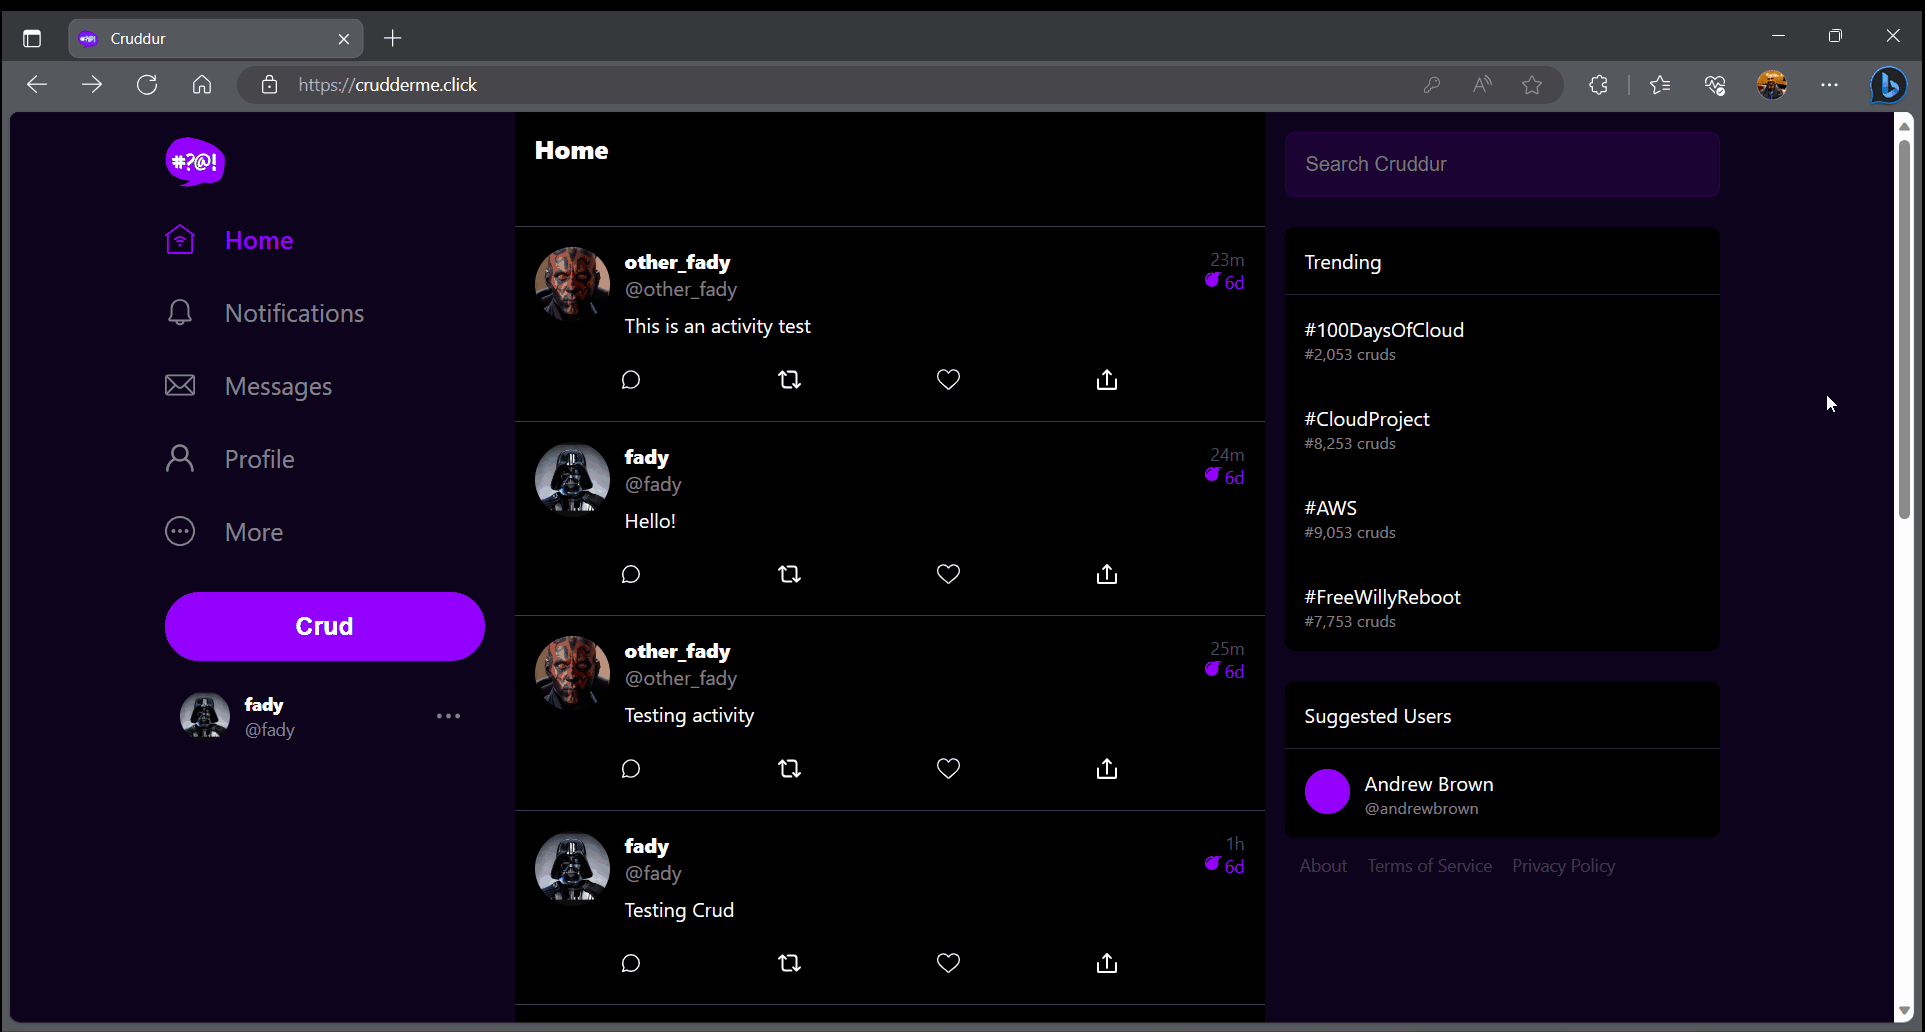 Cruddur
https://crudderme.click
#?@!
Home
Notifications
Messages
Profile
More
Crud
fady
@fady
Home
other_fady
@other_fady
23m
6d
This is an activity test
fady
@fady
24m
6d
Hello!
other_fady
@other_fady
25m
6d
Testing activity
fady
@fady
1h
6d
Testing Crud
Search Cruddur
Trending
#100DaysOfCloud
#2,053 cruds
#CloudProject
#8,253 cruds
#AWS
#9,053 cruds
#FreeWillyReboot
#7,753 cruds
Suggested Users
Andrew Brown
@andrewbrown
About Terms of Service Privacy Policy